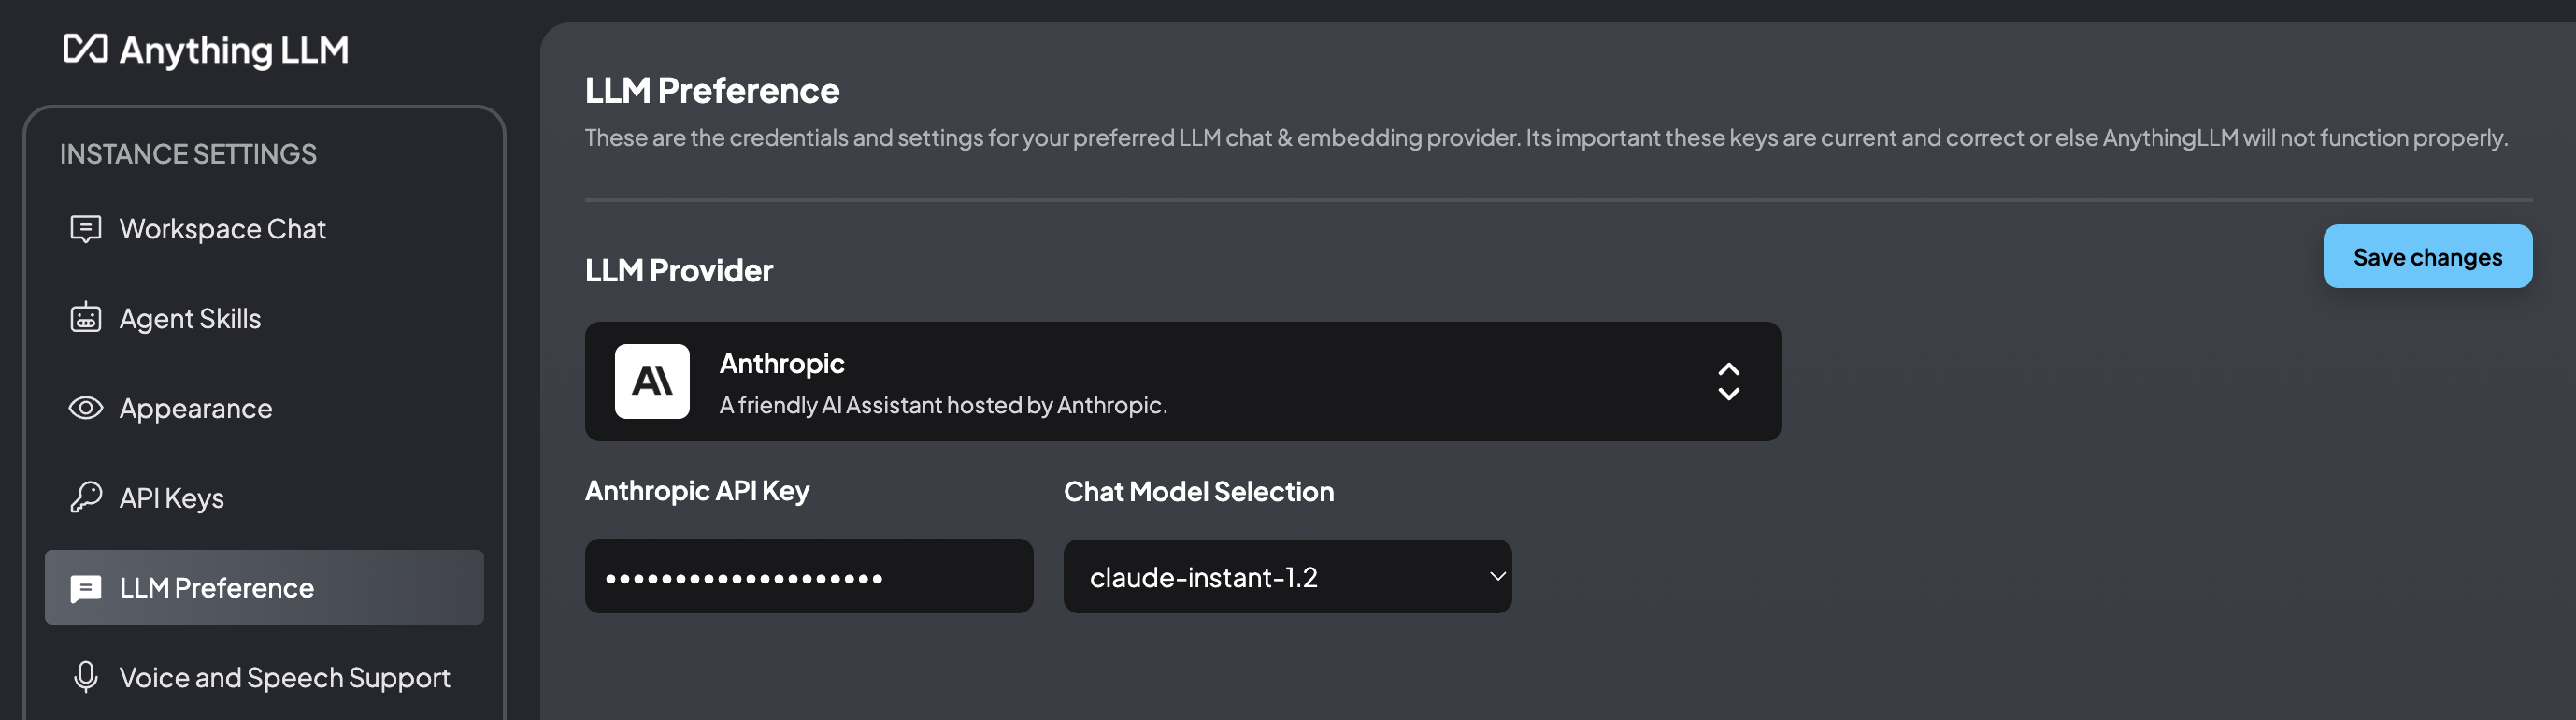 Anything LLM
INSTANCE SETTINGS
Workspace Chat
Agent Skills
Appearance
API Keys
LLM Preference
Voice and Speech Support
LLM Preference
These are the credentials and settings for your preferred LLM chat & embedding provider. Its important these keys are current and correct or else AnythingLLM will not function properly.
Save changes
LLM Provider
Anthropic
A friendly AI Assistant hosted by Anthropic.
Anthropic API Key
••••••••••••••••••••
Chat Model Selection
claude-instant-1.2